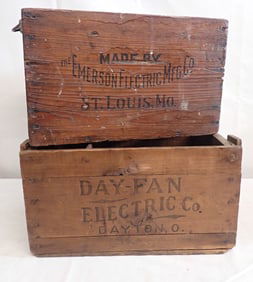 MADE BY
THE EMERSON ELECTRIC MFG. CO.
ST. LOUIS, MO.
DAY-FAN
ELECTRIC CO.
DAYTON, O.